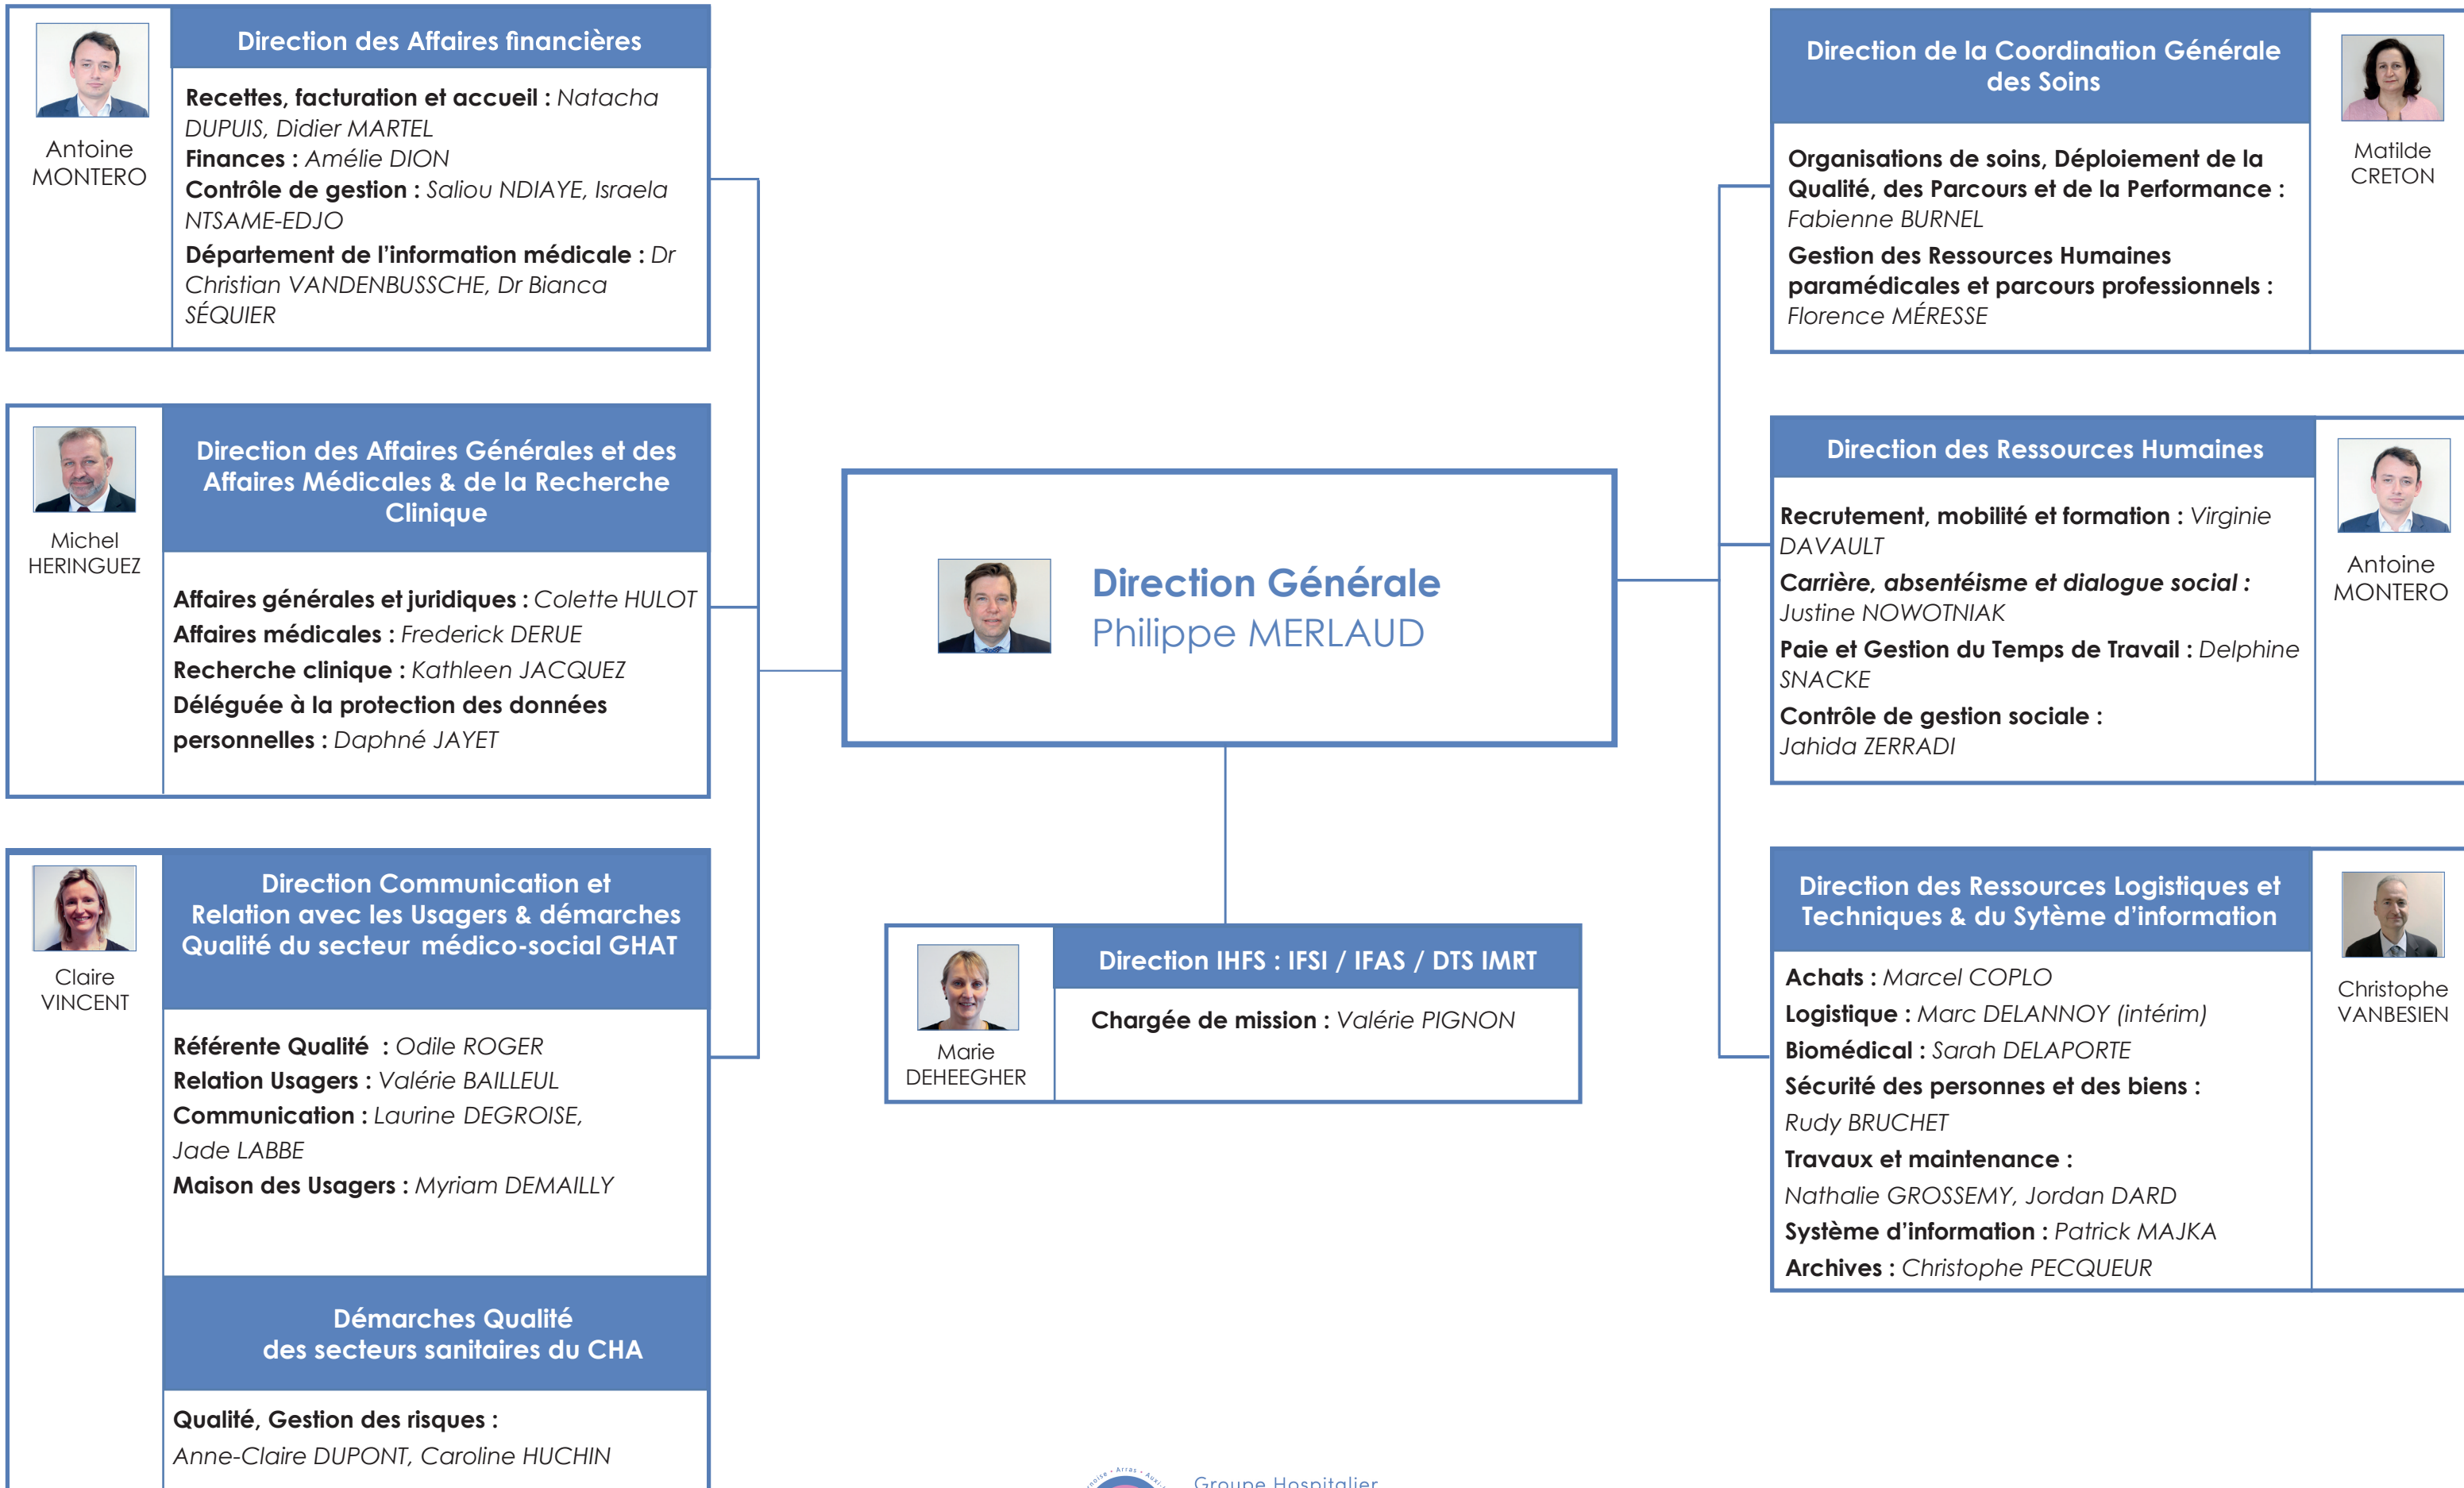 Direction des Affaires financières
Antoine
MONTERO
Recettes, facturation et accueil : Natacha
DUPUIS, Didier MARTEL
Finances : Amélie DION
Contrôle de gestion : Saliou NDIAYE, Israela
NTSAME-EDJO
Département de l'information médicale : Dr
Christian VANDENBUSSCHE, Dr Bianca
SÉQUIER
Direction des Affaires Générales et des
Affaires Médicales & de la Recherche
Clinique
Michel
HERINGUEZ
Affaires générales et juridiques : Colette HULOT
Affaires médicales : Frederick DERUE
Recherche clinique : Kathleen JACQUEZ
Déléguée à la protection des données
personnelles : Daphné JAYET
Direction Communication et
Relation avec les Usagers & démarches
Qualité du secteur médico-social GHAT
Claire
VINCENT
Référente Qualité : Odile ROGER
Relation Usagers : Valérie BAILLEUL
Communication : Laurine DEGROISE,
Jade LABBE
Maison des Usagers : Myriam DEMAILLY
Démarches Qualité
des secteurs sanitaires du CHA
Qualité, Gestion des risques :
Anne-Claire DUPONT, Caroline HUCHIN
Direction Générale
Philippe MERLAUD
Direction IHFS : IFSI / IFAS / DTS IMRT
Marie
DEHEEGHER
Chargée de mission : Valérie PIGNON
Direction de la Coordination Générale
des Soins
Matilde
CRETON
Organisations de soins, Déploiement de la
Qualité, des Parcours et de la Performance :
Fabienne BURNEL
Gestion des Ressources Humaines
paramédicales et parcours professionnels :
Florence MÉRESSE
Direction des Ressources Humaines
Antoine
MONTERO
Recrutement, mobilité et formation : Virginie
DAVAULT
Carrière, absentéisme et dialogue social :
Justine NOWOTNIAK
Paie et Gestion du Temps de Travail : Delphine
SNACKE
Contrôle de gestion sociale :
Jahida ZERRADI
Direction des Ressources Logistiques et
Techniques & du Sytème d'information
Christophe
VANBESIEN
Achats : Marcel COPLO
Logistique : Marc DELANNOY (intérim)
Biomédical : Sarah DELAPORTE
Sécurité des personnes et des biens :
Rudy BRUCHET
Travaux et maintenance :
Nathalie GROSSEMY, Jordan DARD
Système d'information : Patrick MAJKA
Archives : Christophe PECQUEUR
Arras
Groupe Hospitalier